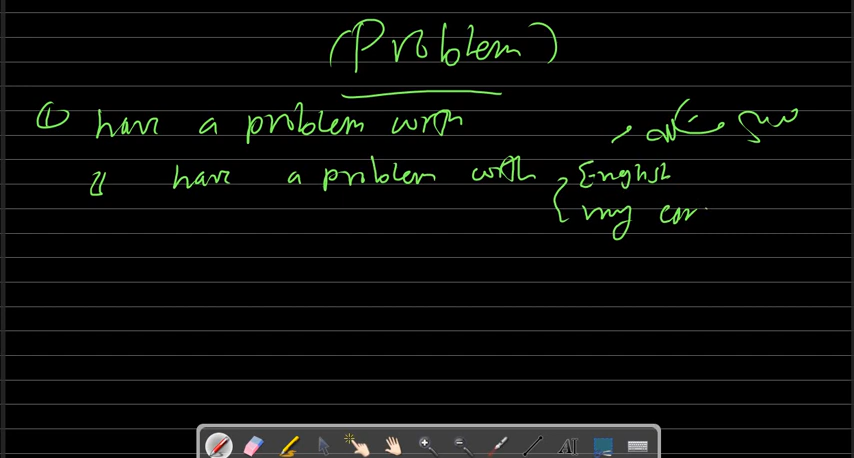 (Problem)
① have a problem with
I have a problem with { English
my car